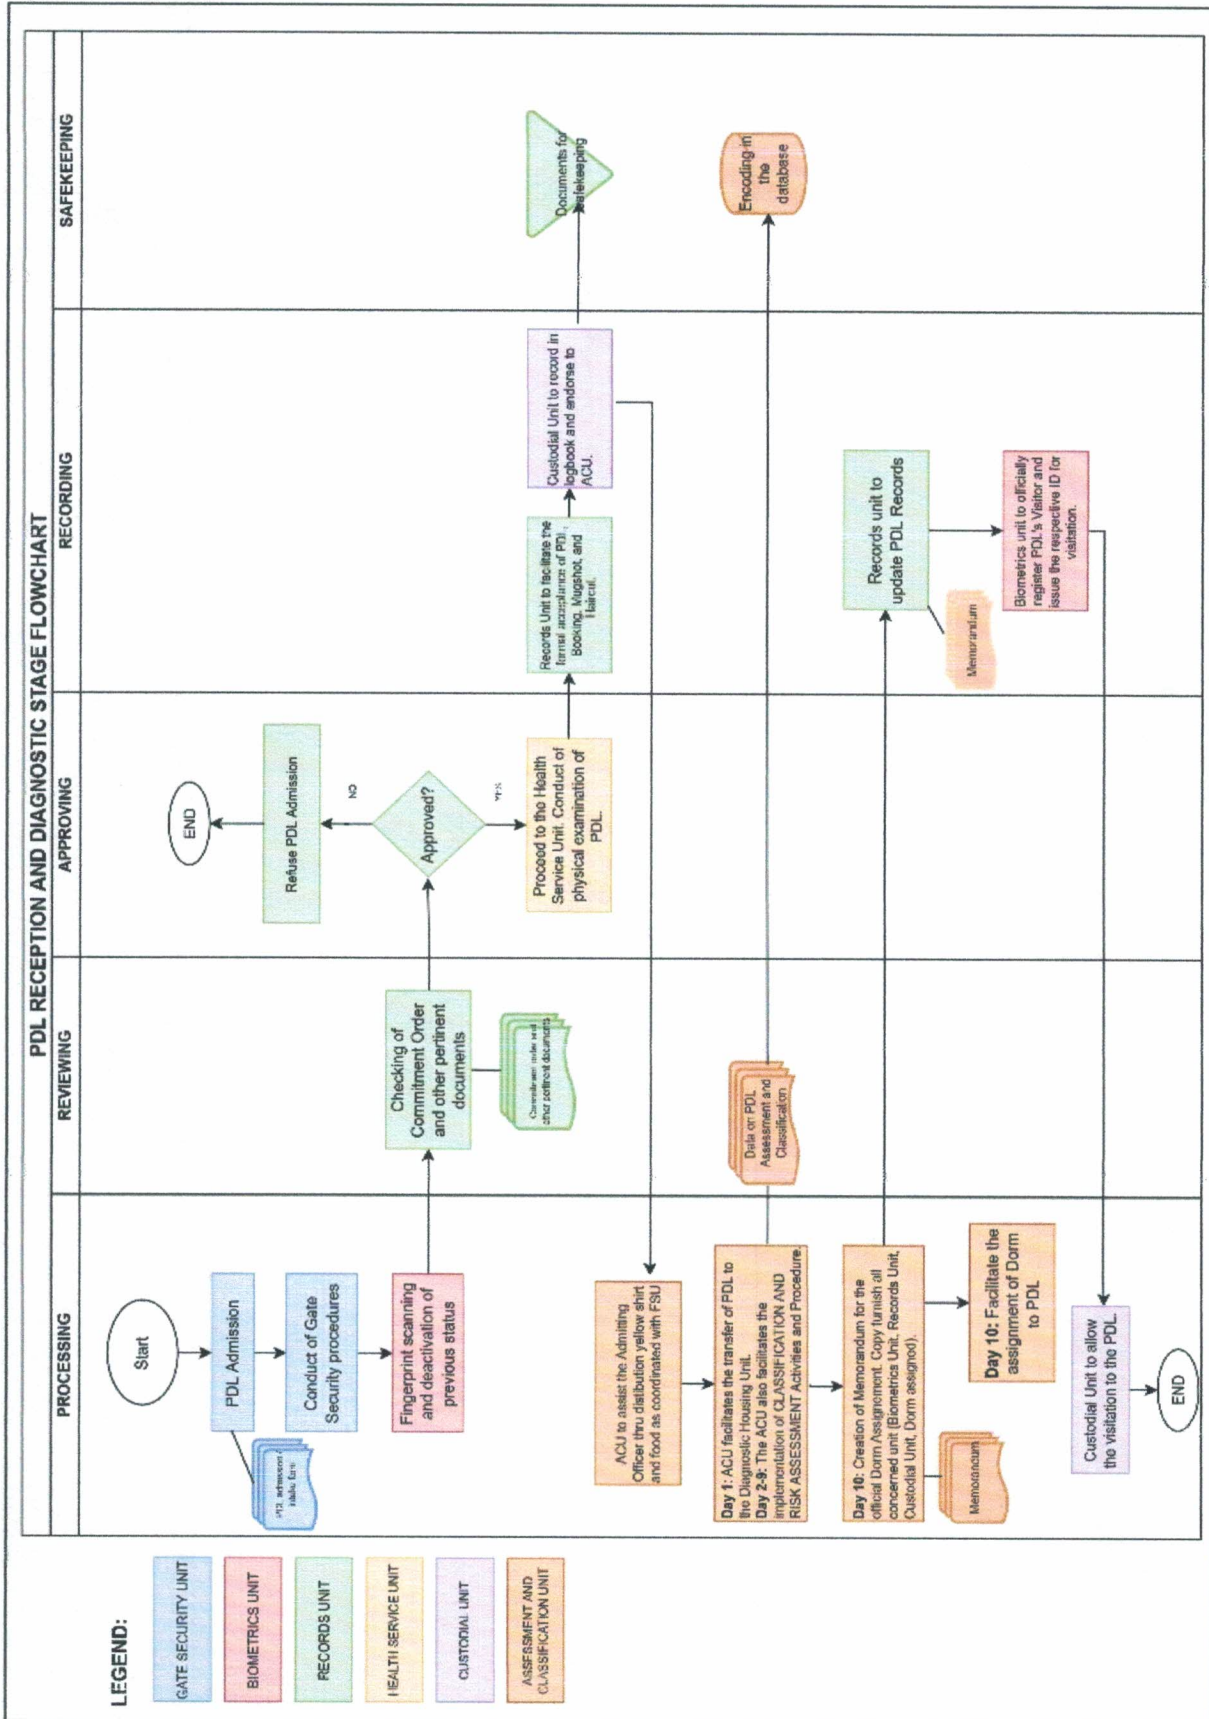 PDL RECEPTION AND DIAGNOSTIC STAGE FLOWCHART
PROCESSING
REVIEWING
APPROVING
RECORDING
SAFEKEEPING
Start
PDL Admission
PDL admission /
Conduct of Gate
Security procedures
Fingerprint scanning
and deactivation of
previous status
Checking of
Commitment Order
and other pertinent
documents
Commitment order and
other pertinent documents
Approved?
NO
Refuse PDL Admission
END
YES
Proceed to the Health
Service Unit. Conduct of
physical examination of
PDL.
Records Unit to facilitate the
formal acceptance of PDL,
Booking, Mugshot, and
Haircut.
Custodial Unit to record in
logbook and endorse to
ACU.
Documents for
safekeeping
ACU to assist the Admitting
Officer thru distibution yellow shirt
and food as coordinated with FSU
Day 1: ACU facilitates the transfer of PDL to
the Diagnostic Housing Unit.
Day 2-9: The ACU also facilitates the
implementation of CLASSIFICATION AND
RISK ASSESSMENT Activities and Procedure.
Data on PDL
Assessment and
Classification
Encoding in
the
database
Day 10: Creation of Memorandum for the
official Dorm Assignement. Copy furnish all
concerned unit (Biometrics Unit, Records Unit,
Custodial Unit, Dorm assigned).
Memorandum
Day 10: Facilitate the
assignment of Dorm
to PDL
Records unit to
update PDL Records
Memorandum
Biometrics unit to officially
register PDL's Visitor and
issue the respective ID for
visitation.
Custodial Unit to allow
the visitation to the PDL.
END
LEGEND:
GATE SECURITY UNIT
BIOMETRICS UNIT
RECORDS UNIT
HEALTH SERVICE UNIT
CUSTODIAL UNIT
ASSESSMENT AND
CLASSIFICATION UNIT